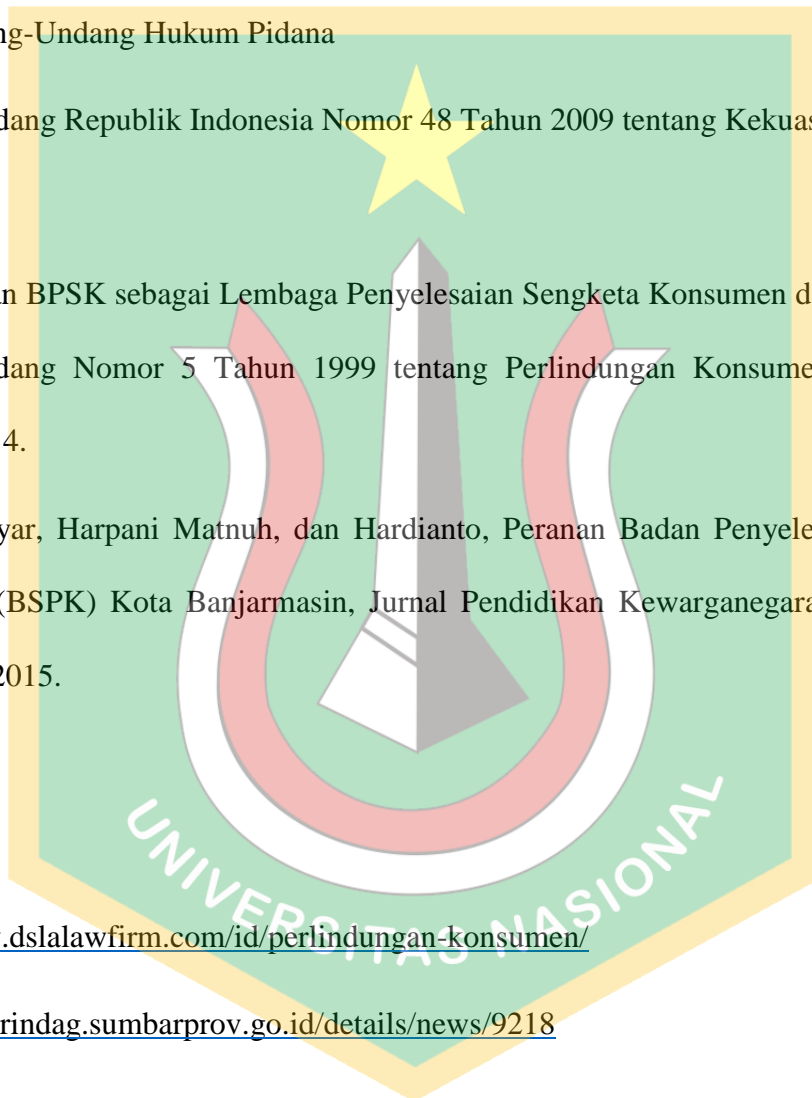 ng-Undang Hukum Pidana
dang Republik Indonesia Nomor 48 Tahun 2009 tentang Kekuas
an BPSK sebagai Lembaga Penyelesaian Sengketa Konsumen d
dang Nomor 5 Tahun 1999 tentang Perlindungan Konsume
4.
yar, Harpani Matnuh, dan Hardianto, Peranan Badan Penyele
(BSPK) Kota Banjarmasin, Jurnal Pendidikan Kewarganegara
2015.
UNIVERSITAS NASIONAL
.dslalawfirm.com/id/perlindungan-konsumen/
rindag.sumbarprov.go.id/details/news/9218